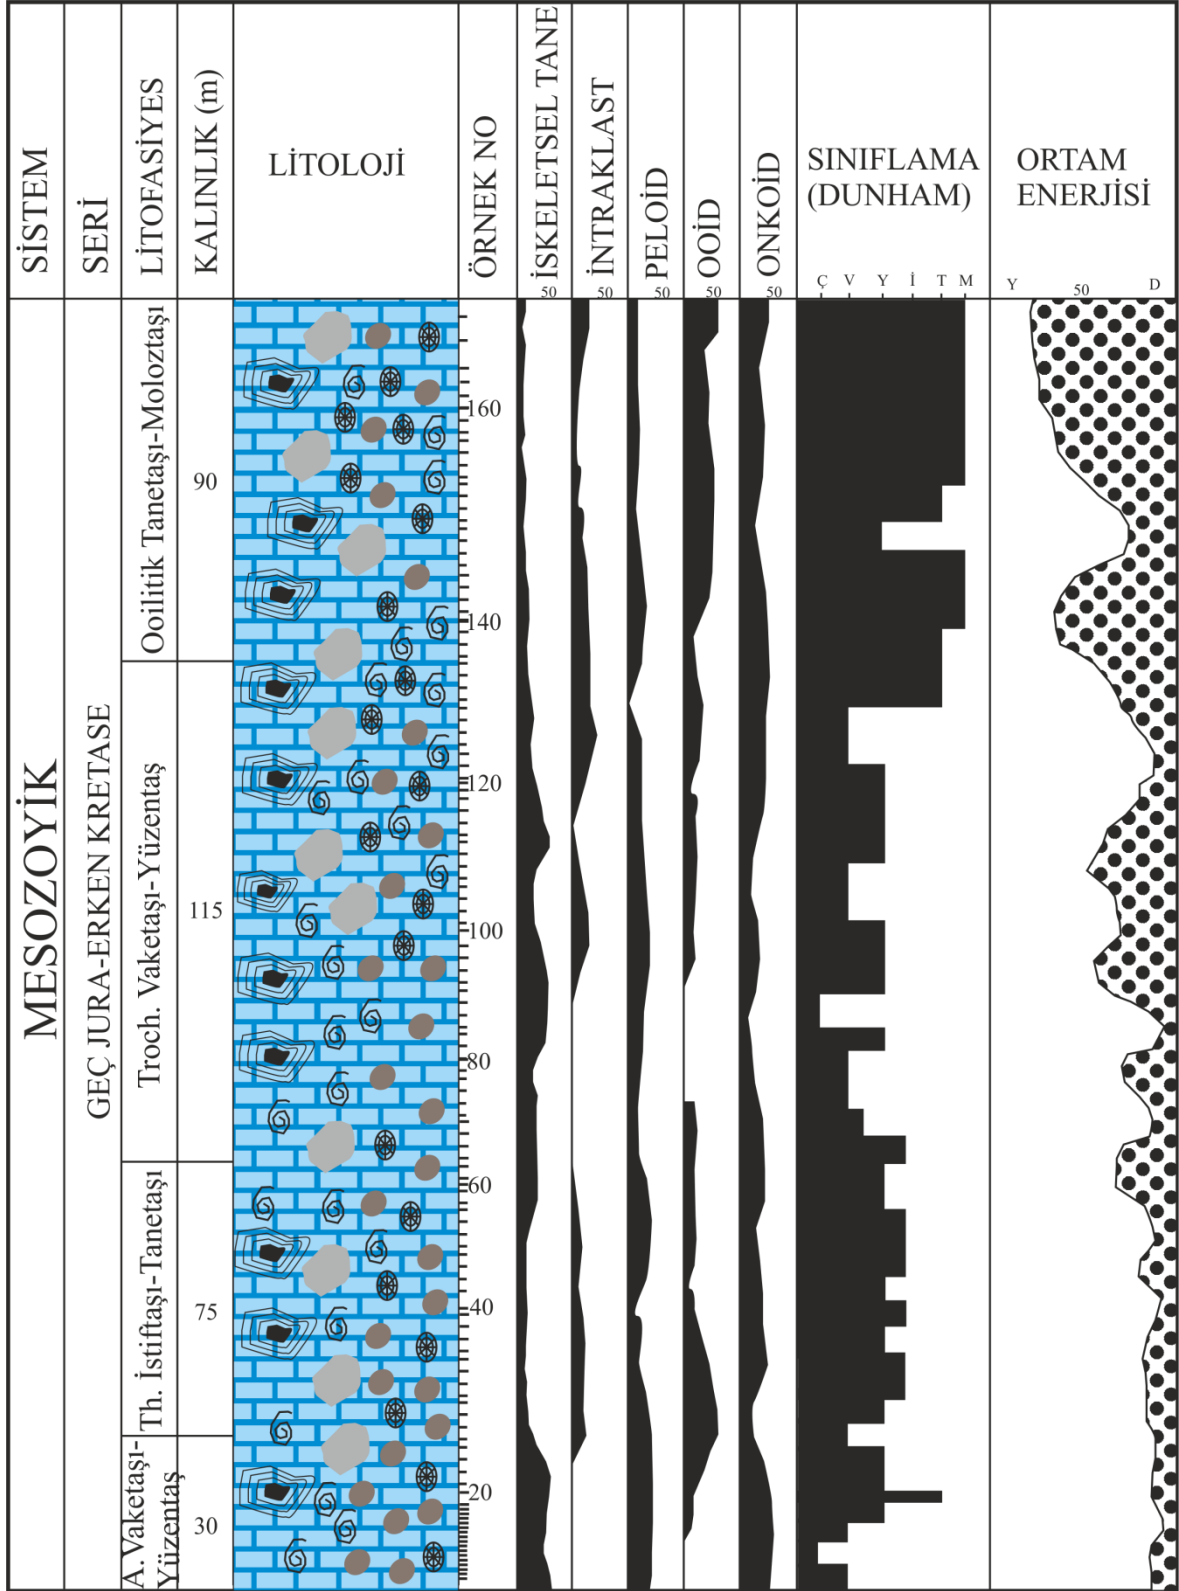 SİSTEM
SERİ
LİTOFASİYES
KALINLIK (m)
LİTOLOJİ
ÖRNEK NO
İSKELETSEL TANE
İNTRAKLAST
PELOİD
OOİD
ONKOİD
SINIFLAMA
(DUNHAM)
ORTAM
ENERJİSİ
50
50
50
50
50
Ç V Y Î T M
Y 50 D
MESOZOYİK
GEÇ JURA-ERKEN KRETASE
Ooilitik Tanetaşı-Moloztaşı
90
Troch. Vaketaşı-Yüzentaş
115
Th. İstiftaşı-Tanetaşı
75
A.Vaketaşı-
Yüzentaş
30
160
140
120
100
80
60
40
20